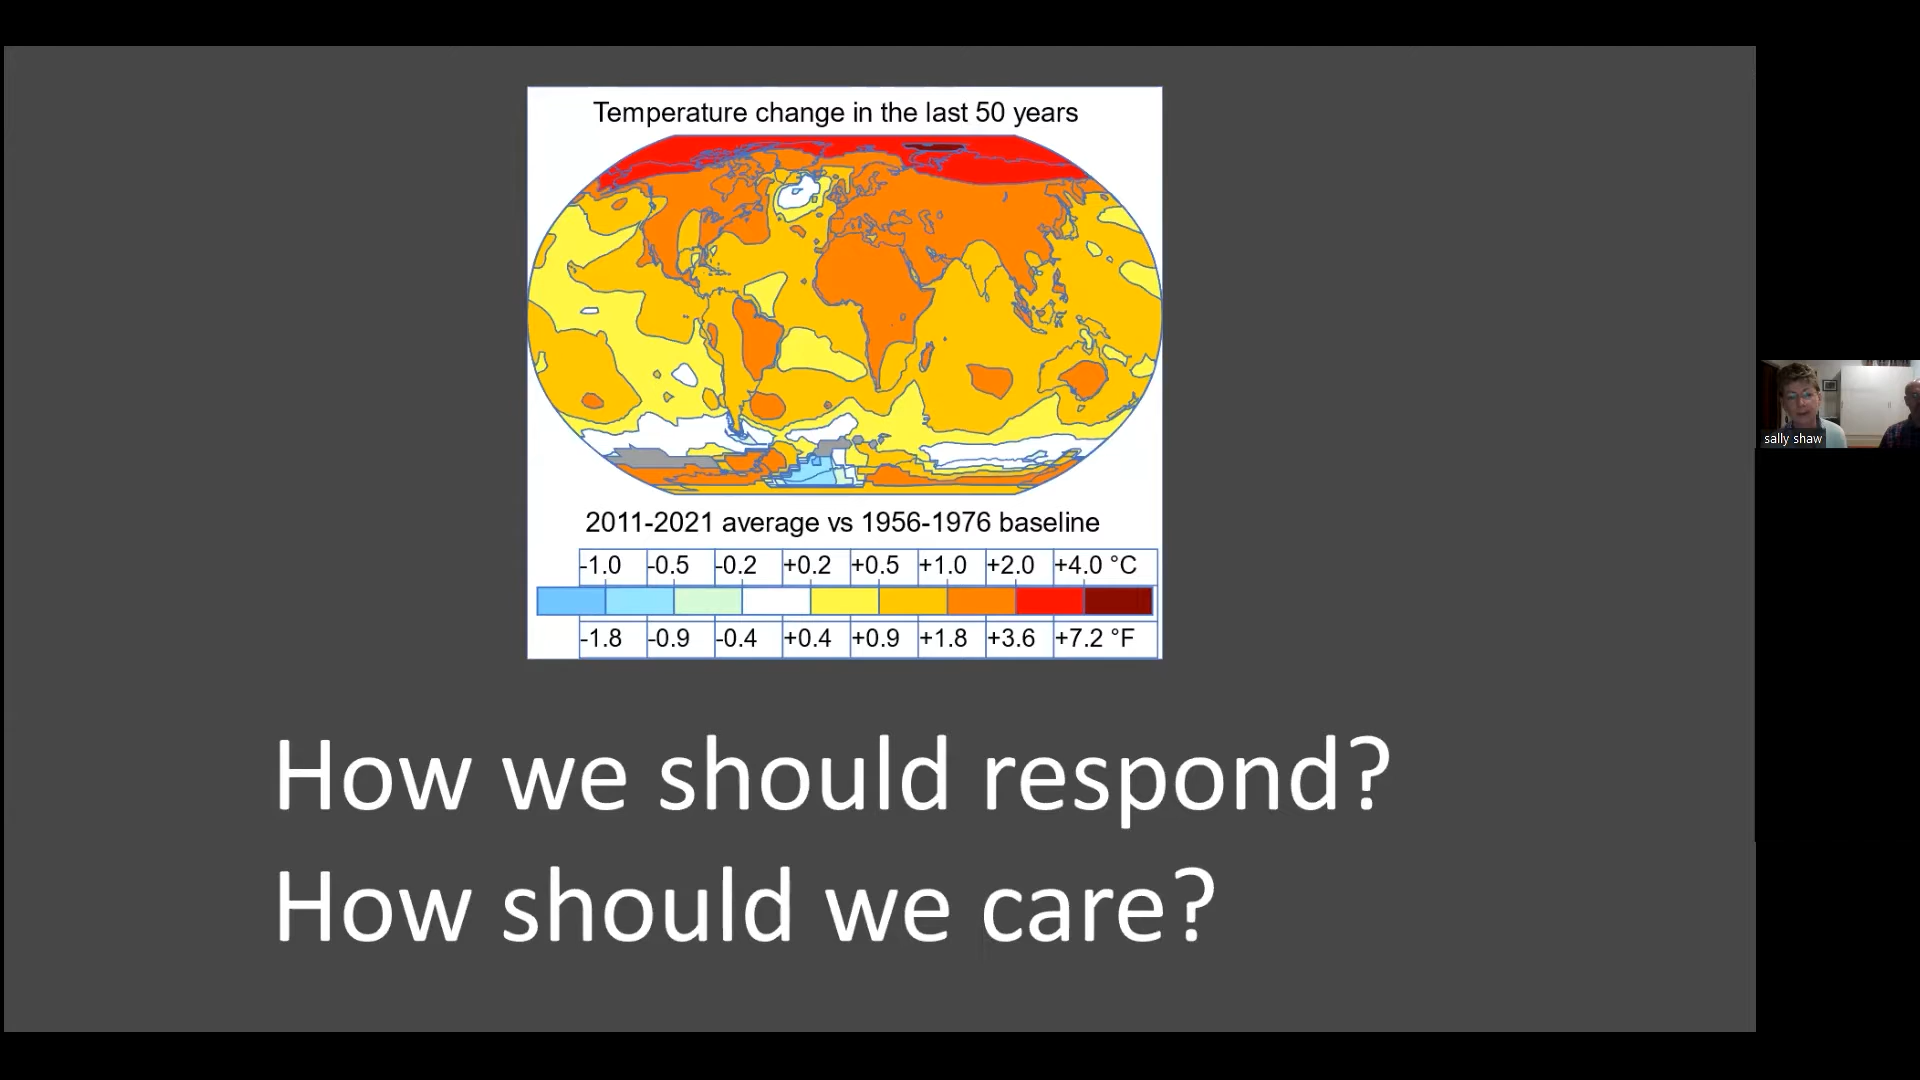 Temperature change in the last 50 years
2011-2021 average vs 1956-1976 baseline
-1.0 -0.5 -0.2 +0.2 +0.5 +1.0 +2.0 +4.0 °C
-1.8 -0.9 -0.4 +0.4 +0.9 +1.8 +3.6 +7.2 °F
How we should respond?
How should we care?
sally shaw